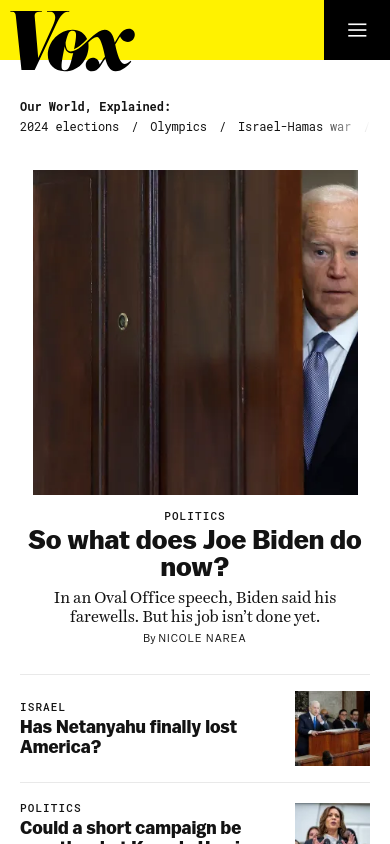 Vox
Our World, Explained:
2024 elections / Olympics / Israel-Hamas war /
POLITICS
So what does Joe Biden do
now?
In an Oval Office speech, Biden said his
farewells. But his job isn’t done yet.
By NICOLE NAREA
ISRAEL
Has Netanyahu finally lost
America?
POLITICS
Could a short campaign be